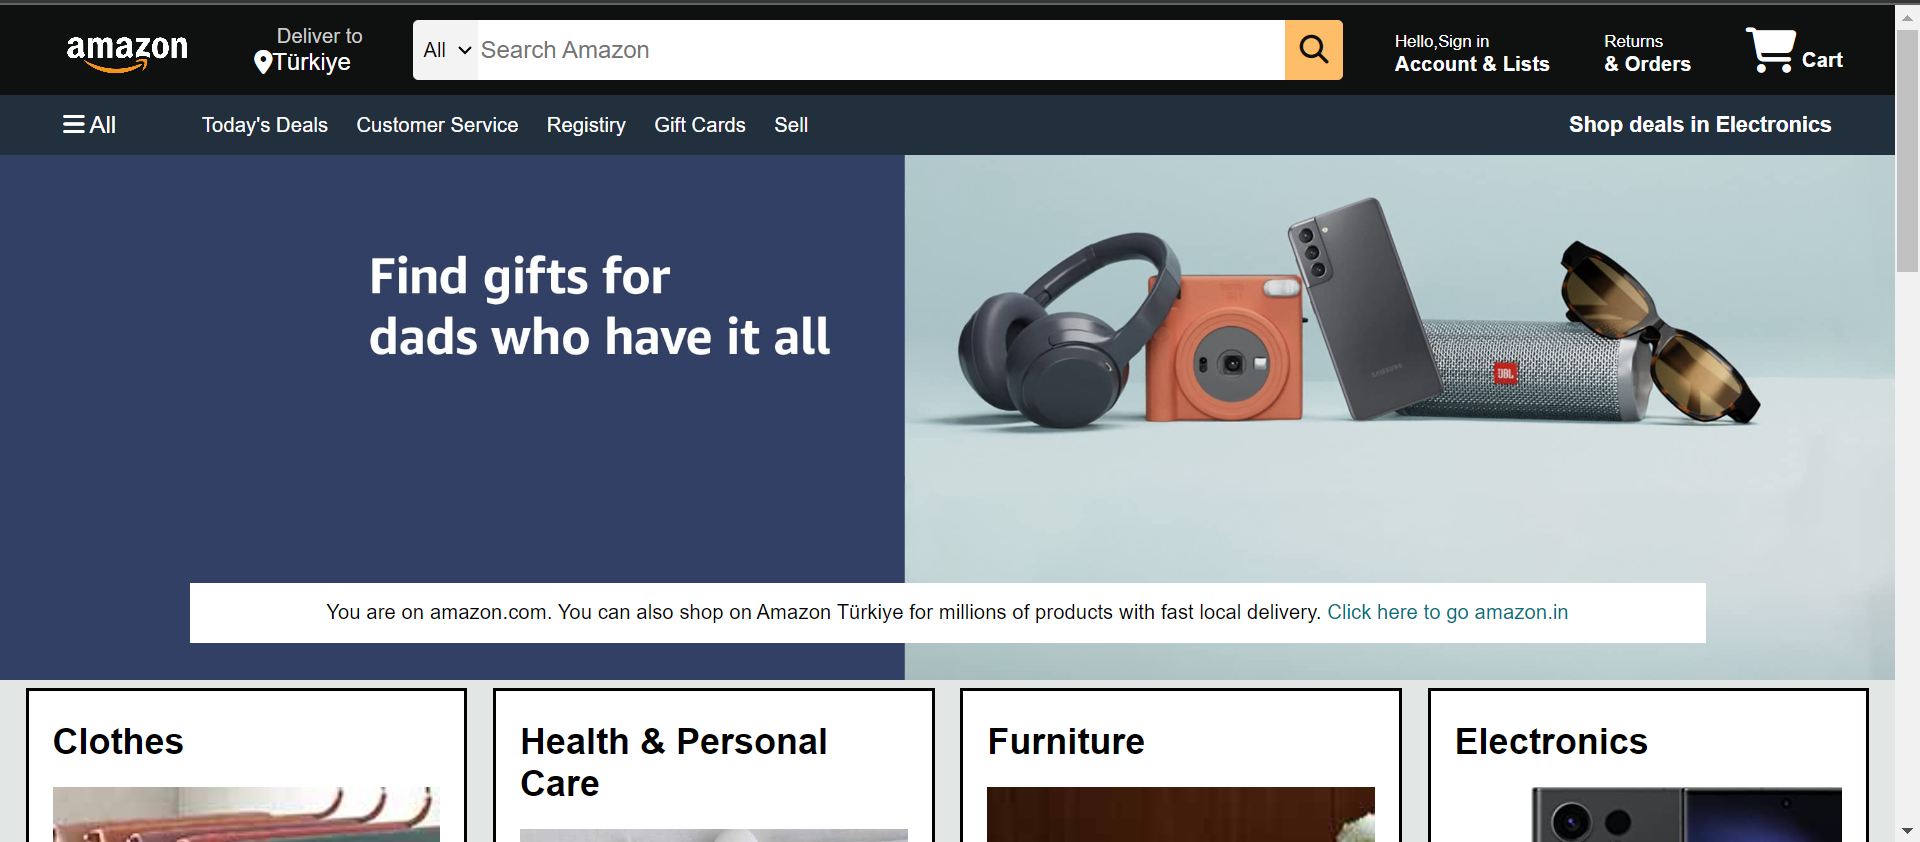 amazon
Deliver to
Türkiye
All
Search Amazon
Hello,Sign in
Account & Lists
Returns
& Orders
Cart
All
Today's Deals
Customer Service
Registiry
Gift Cards
Sell
Shop deals in Electronics
Find gifts for
dads who have it all
SAMSUNG
JBL
You are on amazon.com. You can also shop on Amazon Türkiye for millions of products with fast local delivery. Click here to go amazon.in
Clothes
Health & Personal
Care
Furniture
Electronics